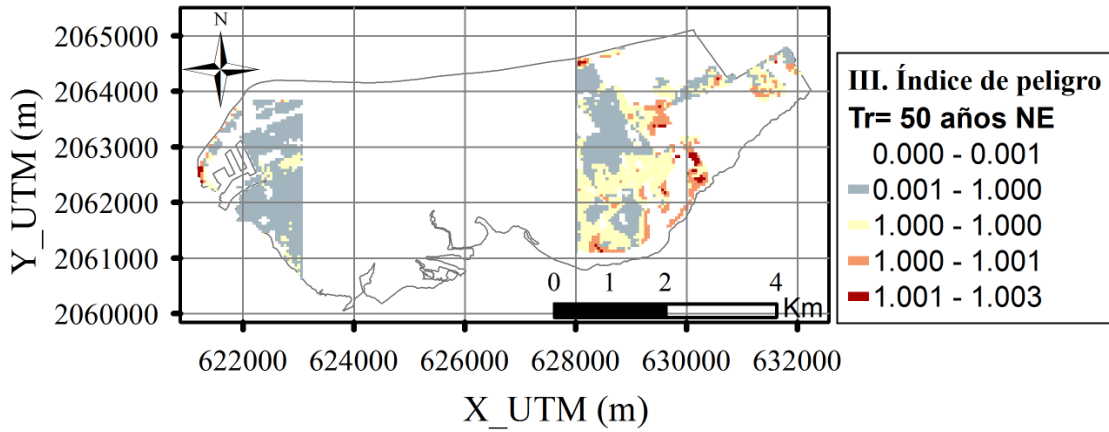 N
2065000
2064000
2063000
2062000
2061000
2060000
Y_UTM (m)
0 1 2 4
Km
622000 624000 626000 628000 630000 632000
X_UTM (m)
III. Índice de peligro
Tr= 50 años NE
0.000 - 0.001
0.001 - 1.000
1.000 - 1.000
1.000 - 1.001
1.001 - 1.003